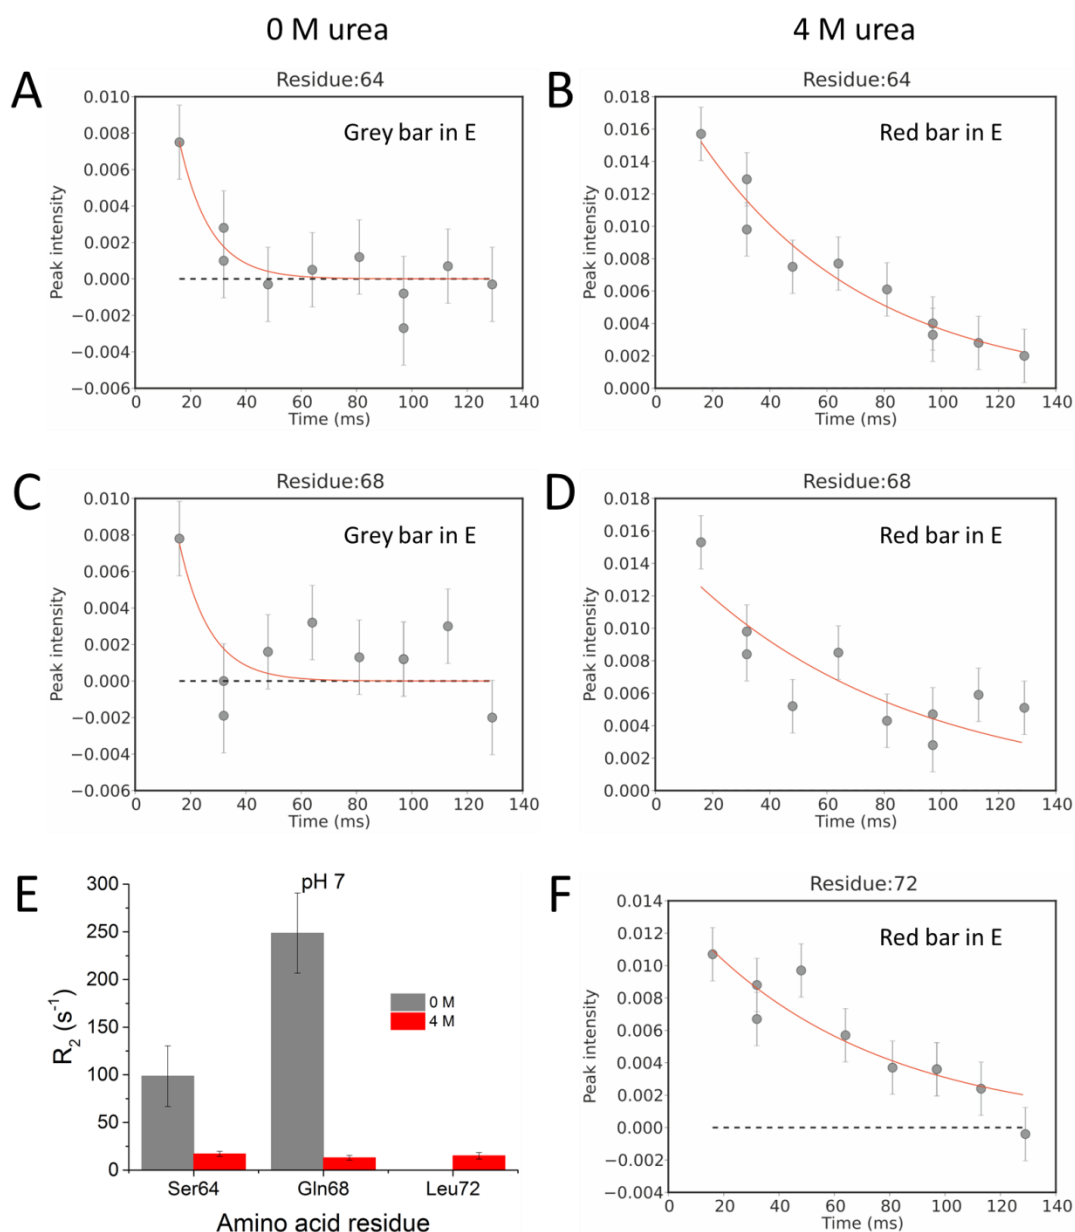 0 M urea
4 M urea
A
Residue:64
Grey bar in E
Peak intensity
0.010
0.008
0.006
0.004
0.002
0.000
−0.002
−0.004
−0.006
0 20 40 60 80 100 120 140
Time (ms)
B
Residue:64
Red bar in E
Peak intensity
0.018
0.016
0.014
0.012
0.010
0.008
0.006
0.004
0.002
0.000
0 20 40 60 80 100 120 140
Time (ms)
C
Residue:68
Grey bar in E
Peak intensity
0.010
0.008
0.006
0.004
0.002
0.000
−0.002
−0.004
−0.006
0 20 40 60 80 100 120 140
Time (ms)
D
Residue:68
Red bar in E
Peak intensity
0.018
0.016
0.014
0.012
0.010
0.008
0.006
0.004
0.002
0.000
0 20 40 60 80 100 120 140
Time (ms)
E
pH 7
R2 (s-1)
300
250
200
150
100
50
0
0 M
4 M
Ser64 Gln68 Leu72
Amino acid residue
F
Residue:72
Red bar in E
Peak intensity
0.014
0.012
0.010
0.008
0.006
0.004
0.002
0.000
−0.002
−0.004
0 20 40 60 80 100 120 140
Time (ms)